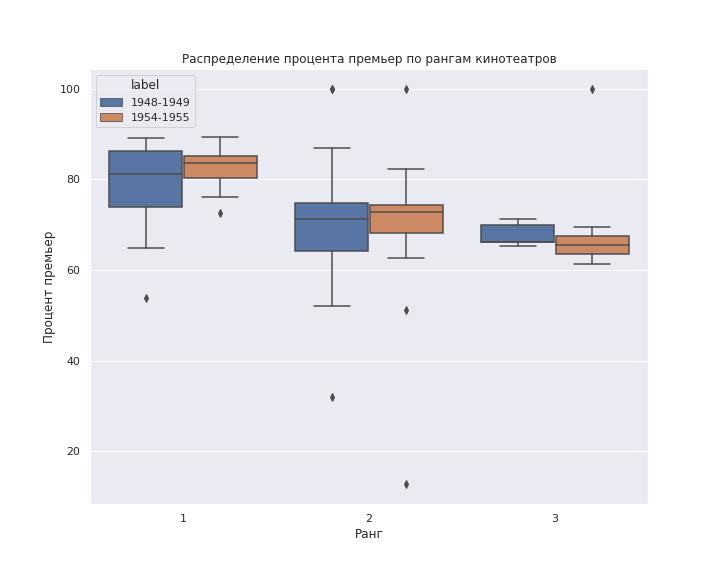 Распределение процента премьер по рангам кинотеатров
label
1948-1949
1954-1955
Процент премьер
100
80
60
40
20
1 2 3
Ранг